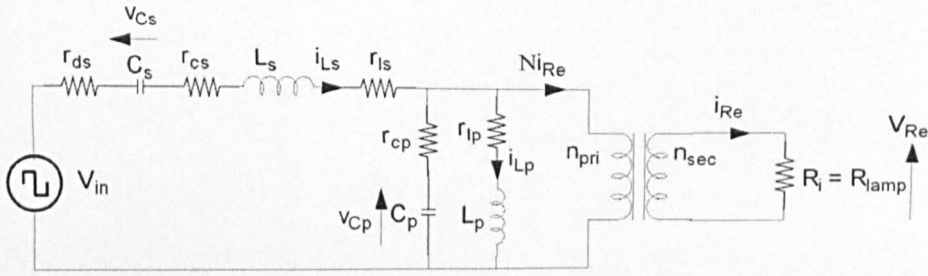 v_Cs
r_ds
C_s
r_cs
L_s
i_Ls
r_ls
Ni_Re
r_cp
r_lp
i_Lp
n_pri
n_sec
i_Re
V_Re
V_in
R_i = R_lamp
v_Cp
C_p
L_p